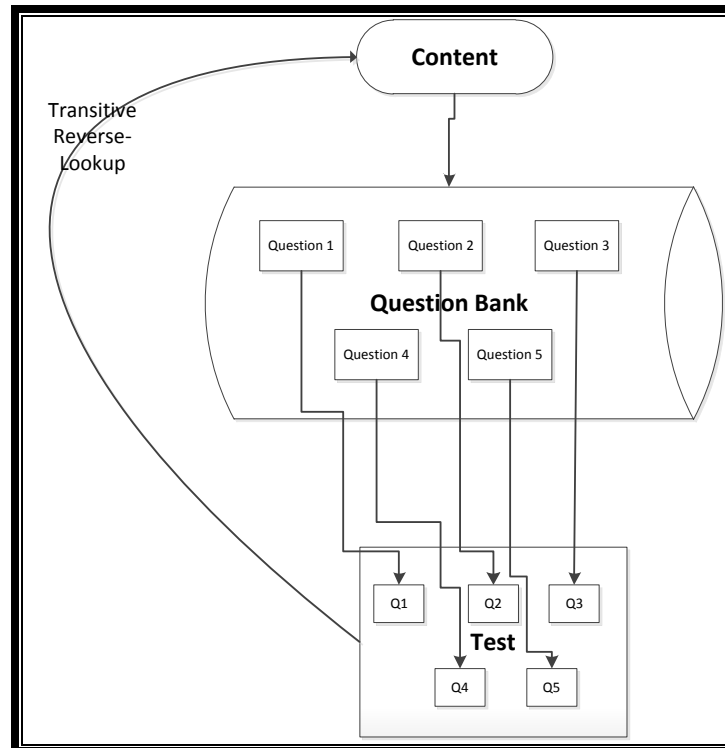 Content
Transitive
Reverse-
Lookup
Question 1
Question 2
Question 3
Question Bank
Question 4
Question 5
Q1
Q2
Q3
Test
Q4
Q5